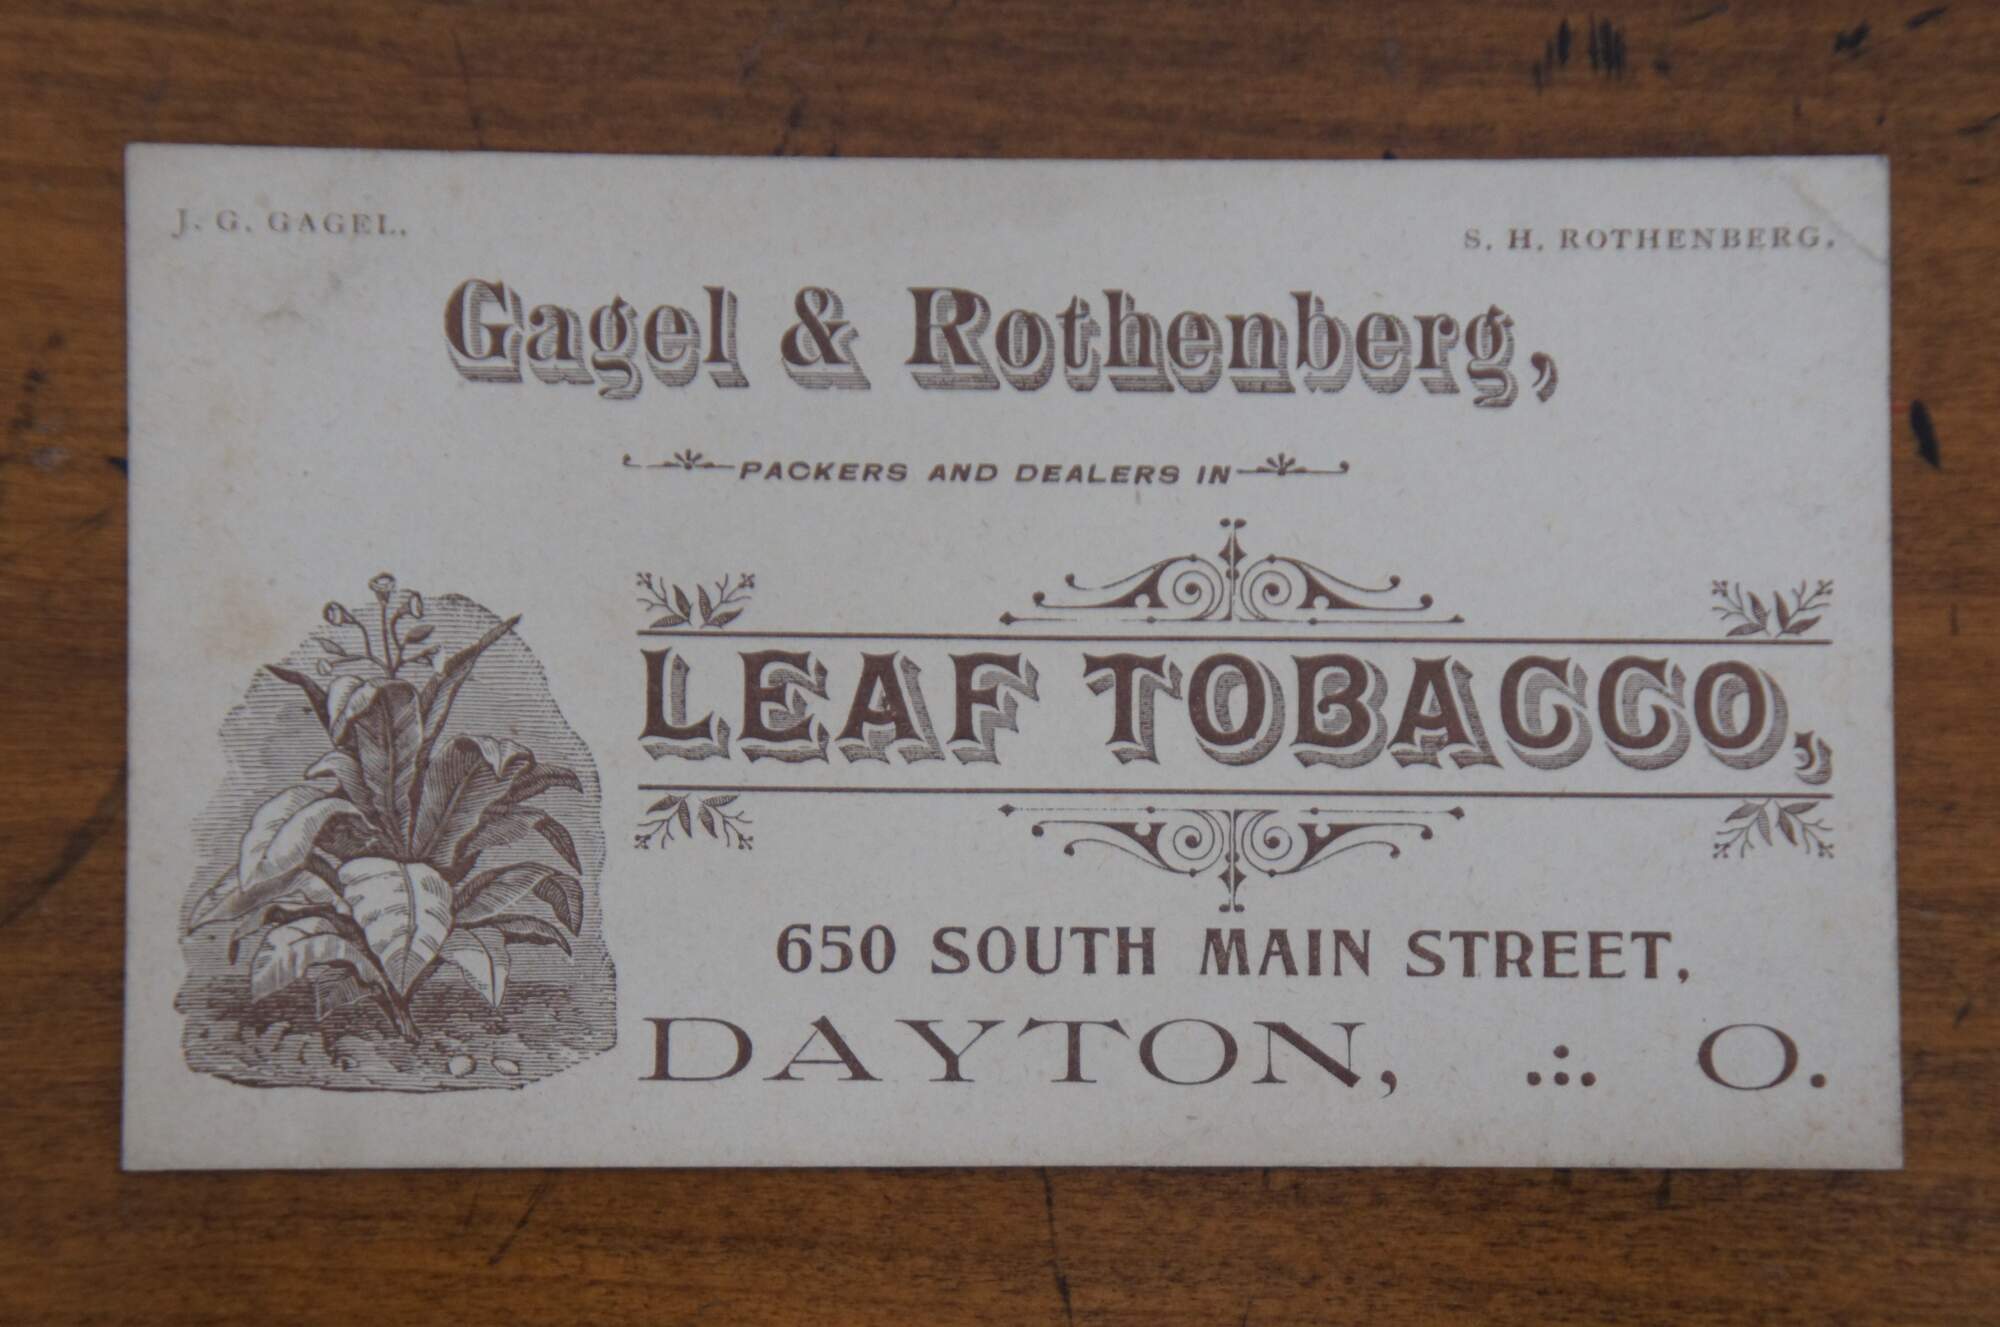 J. G. GAGEL.
S. H. ROTHENBERG.
Gagel & Rothenberg,
PACKERS AND DEALERS IN
LEAF TOBACCO,
650 SOUTH MAIN STREET,
DAYTON, O.